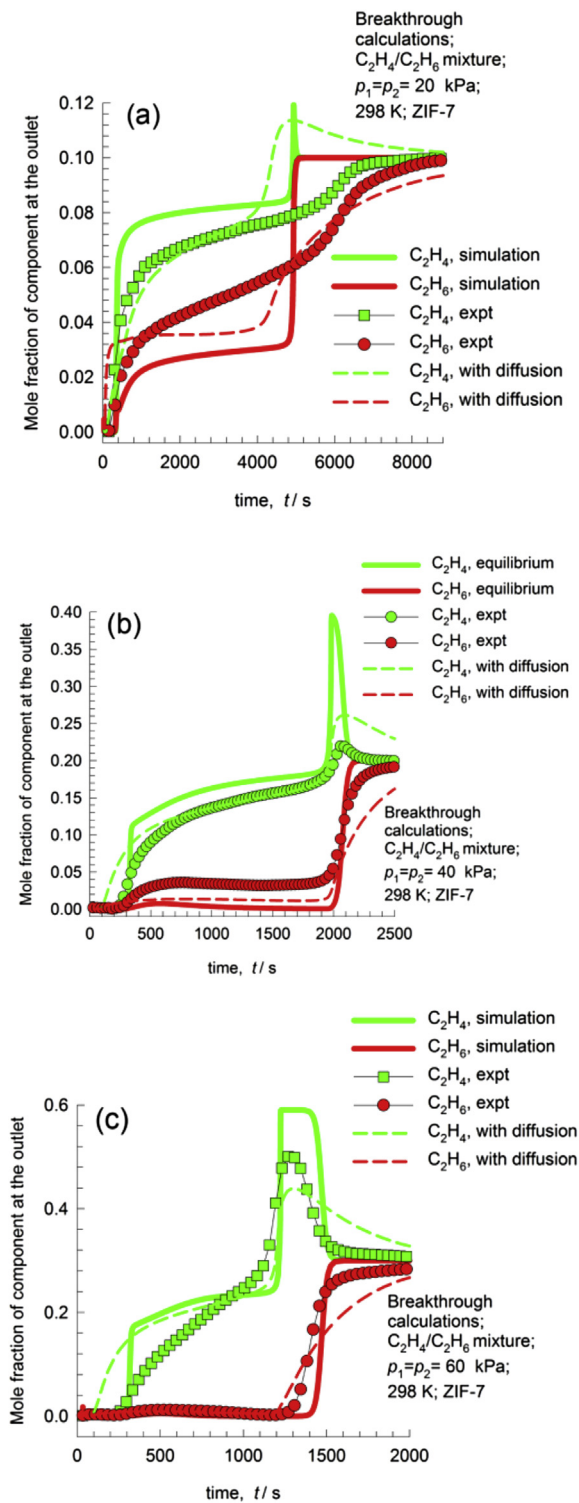 Breakthrough
calculations;
C₂H₄/C₂H₆ mixture;
p₁=p₂= 20 kPa;
298 K; ZIF-7
(a)
Mole fraction of component at the outlet
0.12
0.10
0.08
0.06
0.04
0.02
0.00
C₂H₄, simulation
C₂H₆, simulation
C₂H₄, expt
C₂H₆, expt
C₂H₄, with diffusion
C₂H₆, with diffusion
0 2000 4000 6000 8000
time, t / s
C₂H₄, equilibrium
C₂H₆, equilibrium
C₂H₄, expt
C₂H₆, expt
C₂H₄, with diffusion
C₂H₆, with diffusion
(b)
Mole fraction of component at the outlet
0.40
0.35
0.30
0.25
0.20
0.15
0.10
0.05
0.00
Breakthrough
calculations;
C₂H₄/C₂H₆ mixture;
p₁=p₂= 40 kPa;
298 K; ZIF-7
0 500 1000 1500 2000 2500
time, t / s
C₂H₄, simulation
C₂H₆, simulation
C₂H₄, expt
C₂H₆, expt
C₂H₄, with diffusion
C₂H₆, with diffusion
(c)
Mole fraction of component at the outlet
0.6
0.4
0.2
0.0
Breakthrough
calculations;
C₂H₄/C₂H₆ mixture;
p₁=p₂= 60 kPa;
298 K; ZIF-7
0 500 1000 1500 2000
time, t / s